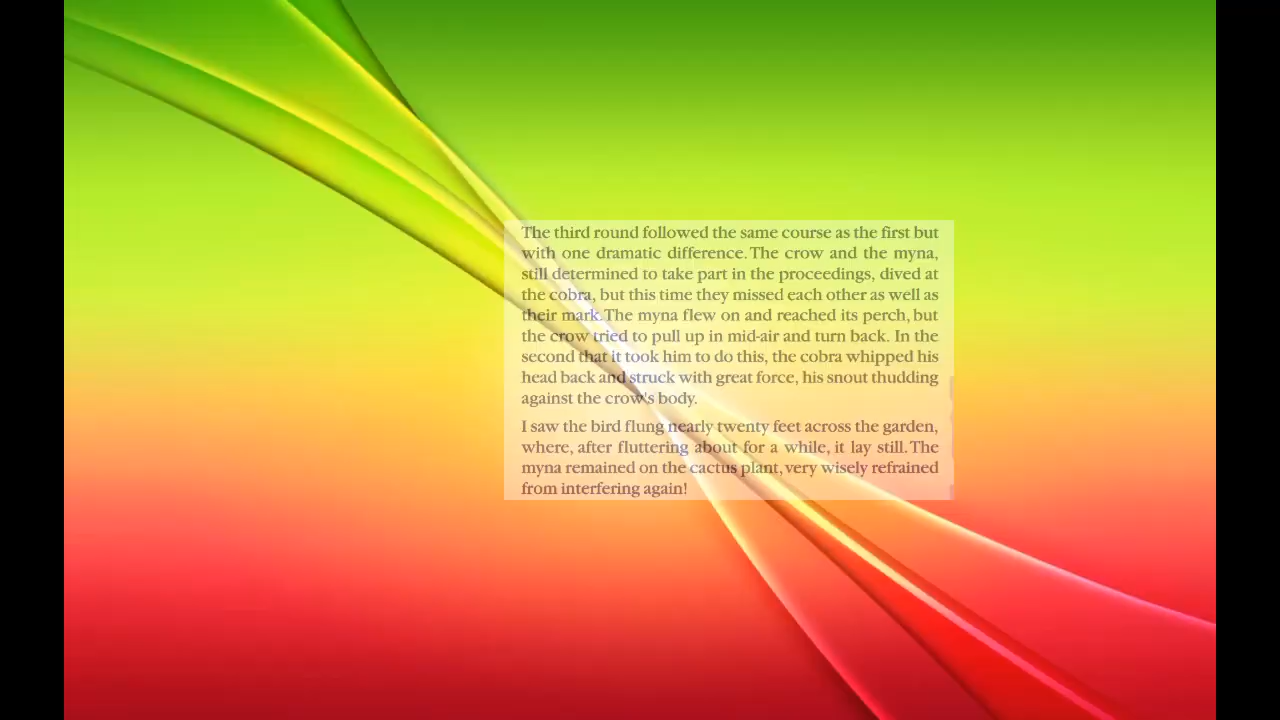 The third round followed the same course as the first but
with one dramatic difference. The crow and the myna,
still determined to take part in the proceedings, dived at
the cobra, but this time they missed each other as well as
their mark. The myna flew on and reached its perch, but
the crow tried to pull up in mid-air and turn back. In the
second that it took him to do this, the cobra whipped his
head back and struck with great force, his snout thudding
against the crow's body.
I saw the bird flung nearly twenty feet across the garden,
where, after fluttering about for a while, it lay still. The
myna remained on the cactus plant, very wisely refrained
from interfering again!